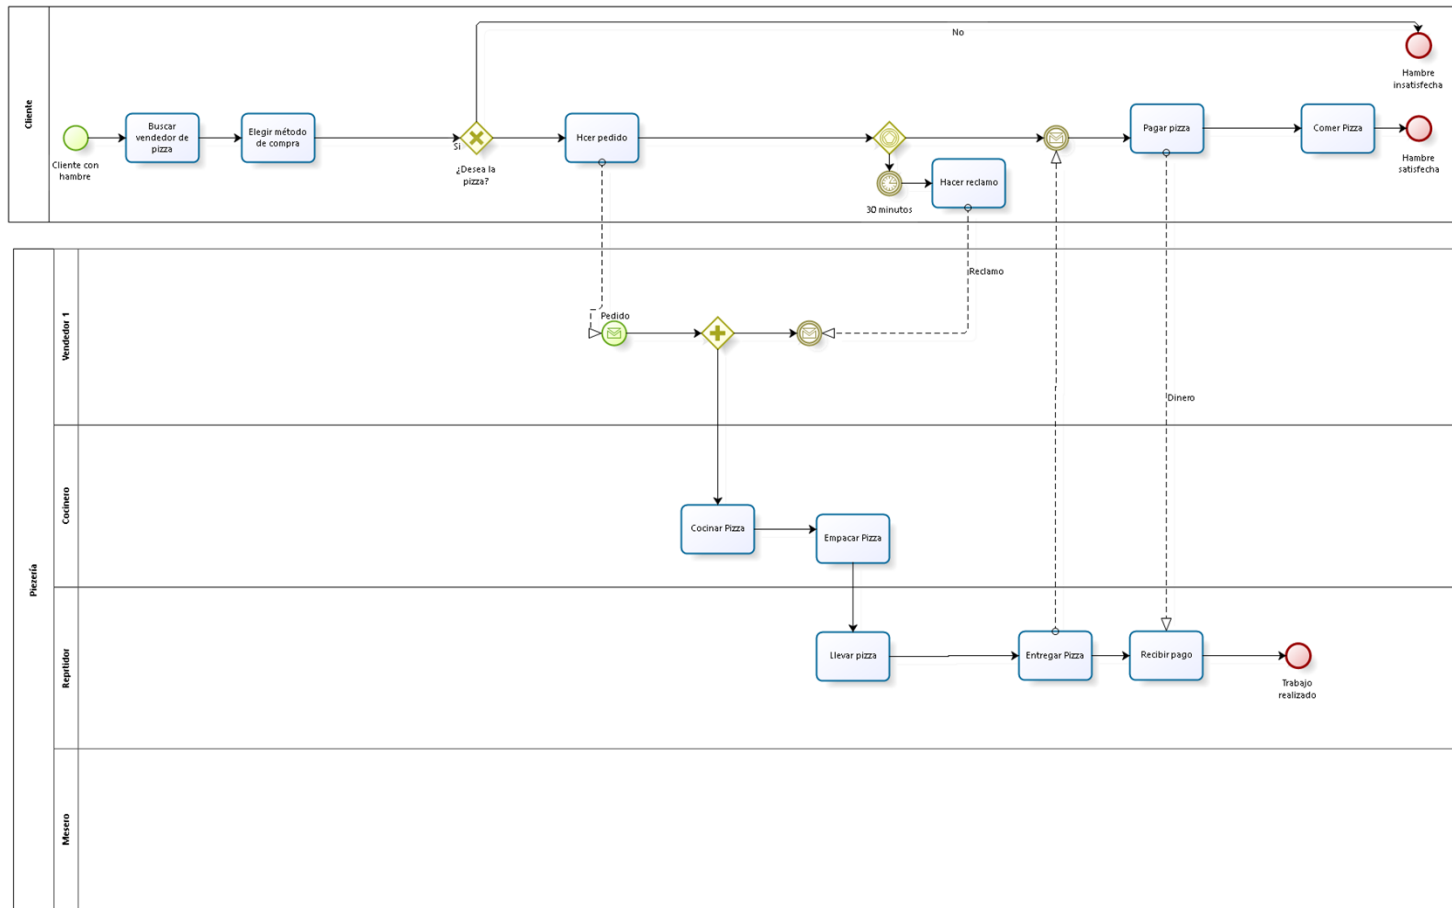 No
Hambre
insatisfecha
Cliente
Cliente con
hambre
Buscar
vendedor de
pizza
Elegir método
de compra
Si
¿Desea la
pizza?
Hcer pedido
30 minutos
Hacer reclamo
Pagar pizza
Comer Pizza
Hambre
satisfecha
Piezería
Vendedor 1
Pedido
Reclamo
Dinero
Cocinero
Cocinar Pizza
Empacar Pizza
Reprtidor
Llevar pizza
Entregar Pizza
Recibir pago
Trabajo
realizado
Mesero